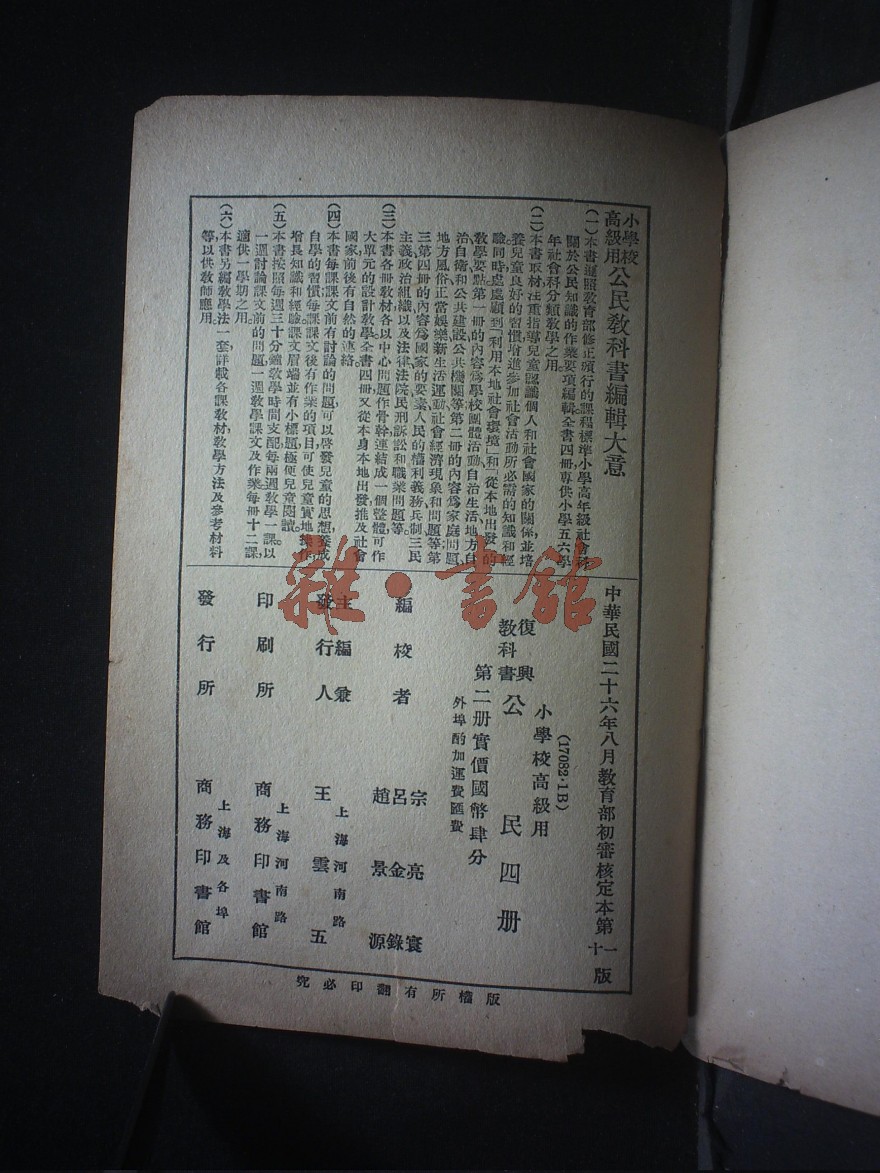 小學校
高級用公民教科書編輯大意
(一)本書遵照教育部修正頒行的課程標準小學高年級社會科
關於公民知識的作業要項編輯全書四冊專供小學五六學
年社會科分類教學之用。
(二)本書取材注重指導兒童認識個人和社會國家的關係並培
養兒童良好的習慣增進參加社會活動所必需的知識和經
驗同時處處顧到「利用本地社會環境」和「從本地出發」的
教學要點第一冊的內容爲學校團體活動自治生活地方自
治自衞和公共建設公共機關等第二冊的內容爲家庭問題、
地方風俗正當娛樂新生活運動社會經濟現象和問題等第
三第四冊的內容爲國家的要素人民的權利義務兵制三民
主義政治組織以及法律法院民刑訴訟和職業問題等。
(三)本書各冊教材各以中心問題作骨幹連結成一個整體可作
大單元的設計教學全書四冊又從本身本地出發推及社會
國家前後有自然的連絡。
(四)本書每課課文前有討論的問題可以啓發兒童的思想養成
自學的習慣每課課文後有作業的項目可使兒童實地操作
增長知識和經驗課文眉端並有小標題極便兒童閱讀。
(五)本書按照每週三十分鐘教學時間支配每兩週教學一課以
一週討論課文前的問題一週教學課文及作業每冊十二課
適供一學期之用。
(六)本書另編教學法一套詳載各課教材教學方法及參考材料
等以供教師應用。
中華民國二十六年八月教育部初審核定本第十一版
(17082·1B)
小學校高級用
復興
教科書 公民四册
第二册實價國幣肆分
外埠酌加運費匯費
編校者 宗亮寰
呂金錄
趙景源
主編兼
發行人 王雲五
上海河南路
印刷所 商務印書館
上海河南路
發行所 商務印書館
上海及各埠
版權所有翻印必究
雜·書館